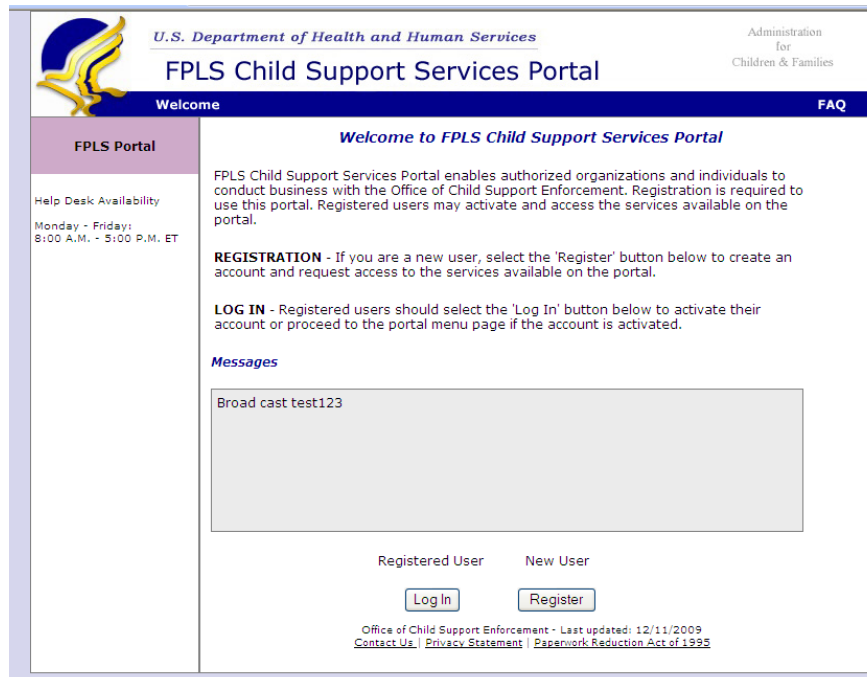 U.S. Department of Health and Human Services
FPLS Child Support Services Portal
Administration
for
Children & Families
Welcome
FAQ
FPLS Portal
Help Desk Availability
Monday - Friday:
8:00 A.M. - 5:00 P.M. ET
Welcome to FPLS Child Support Services Portal
FPLS Child Support Services Portal enables authorized organizations and individuals to
conduct business with the Office of Child Support Enforcement. Registration is required to
use this portal. Registered users may activate and access the services available on the
portal.
REGISTRATION - If you are a new user, select the 'Register' button below to create an
account and request access to the services available on the portal.
LOG IN - Registered users should select the 'Log In' button below to activate their
account or proceed to the portal menu page if the account is activated.
Messages
Broad cast test123
Registered User
New User
Log In
Register
Office of Child Support Enforcement - Last updated: 12/11/2009
Contact Us | Privacy Statement | Paperwork Reduction Act of 1995